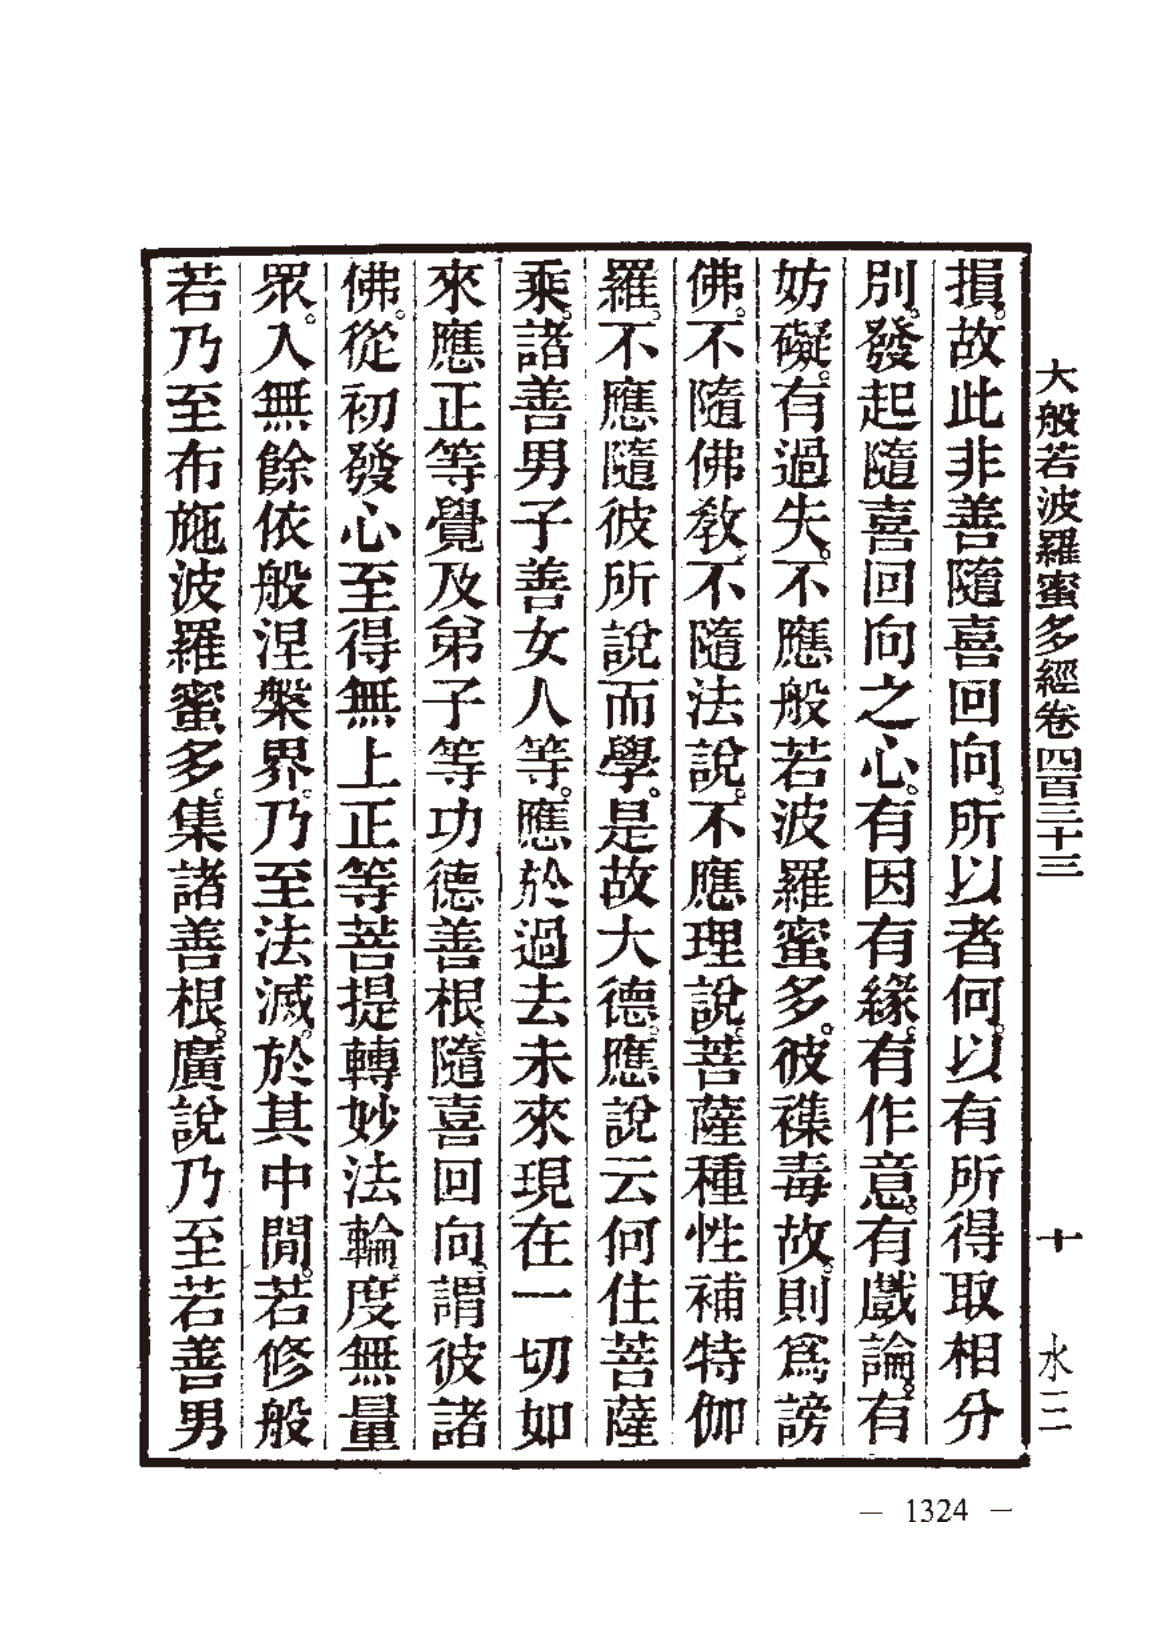 大般若波羅蜜多經卷四百三十三 十 水三
損。故此非善隨喜回向。所以者何。以有所得取相分
別。發起隨喜回向之心。有因有緣。有作意。有戲論。有
妨礙。有過失。不應般若波羅蜜多。彼襍毒故。則爲謗
佛。不隨佛敎。不隨法說。不應理說。菩薩種性補特伽
羅。不應隨彼所說而學。是故大德。應說云何住菩薩
乘。諸善男子善女人等。應於過去未來現在一切如
來應正等覺及弟子等功德善根隨喜回向。謂彼諸
佛。從初發心至得無上正等菩提轉妙法輪。度無量
眾。入無餘依般涅槃界。乃至法滅。於其中閒。若修般
若乃至布施波羅蜜多。集諸善根。廣說乃至若善男
— 1324 —